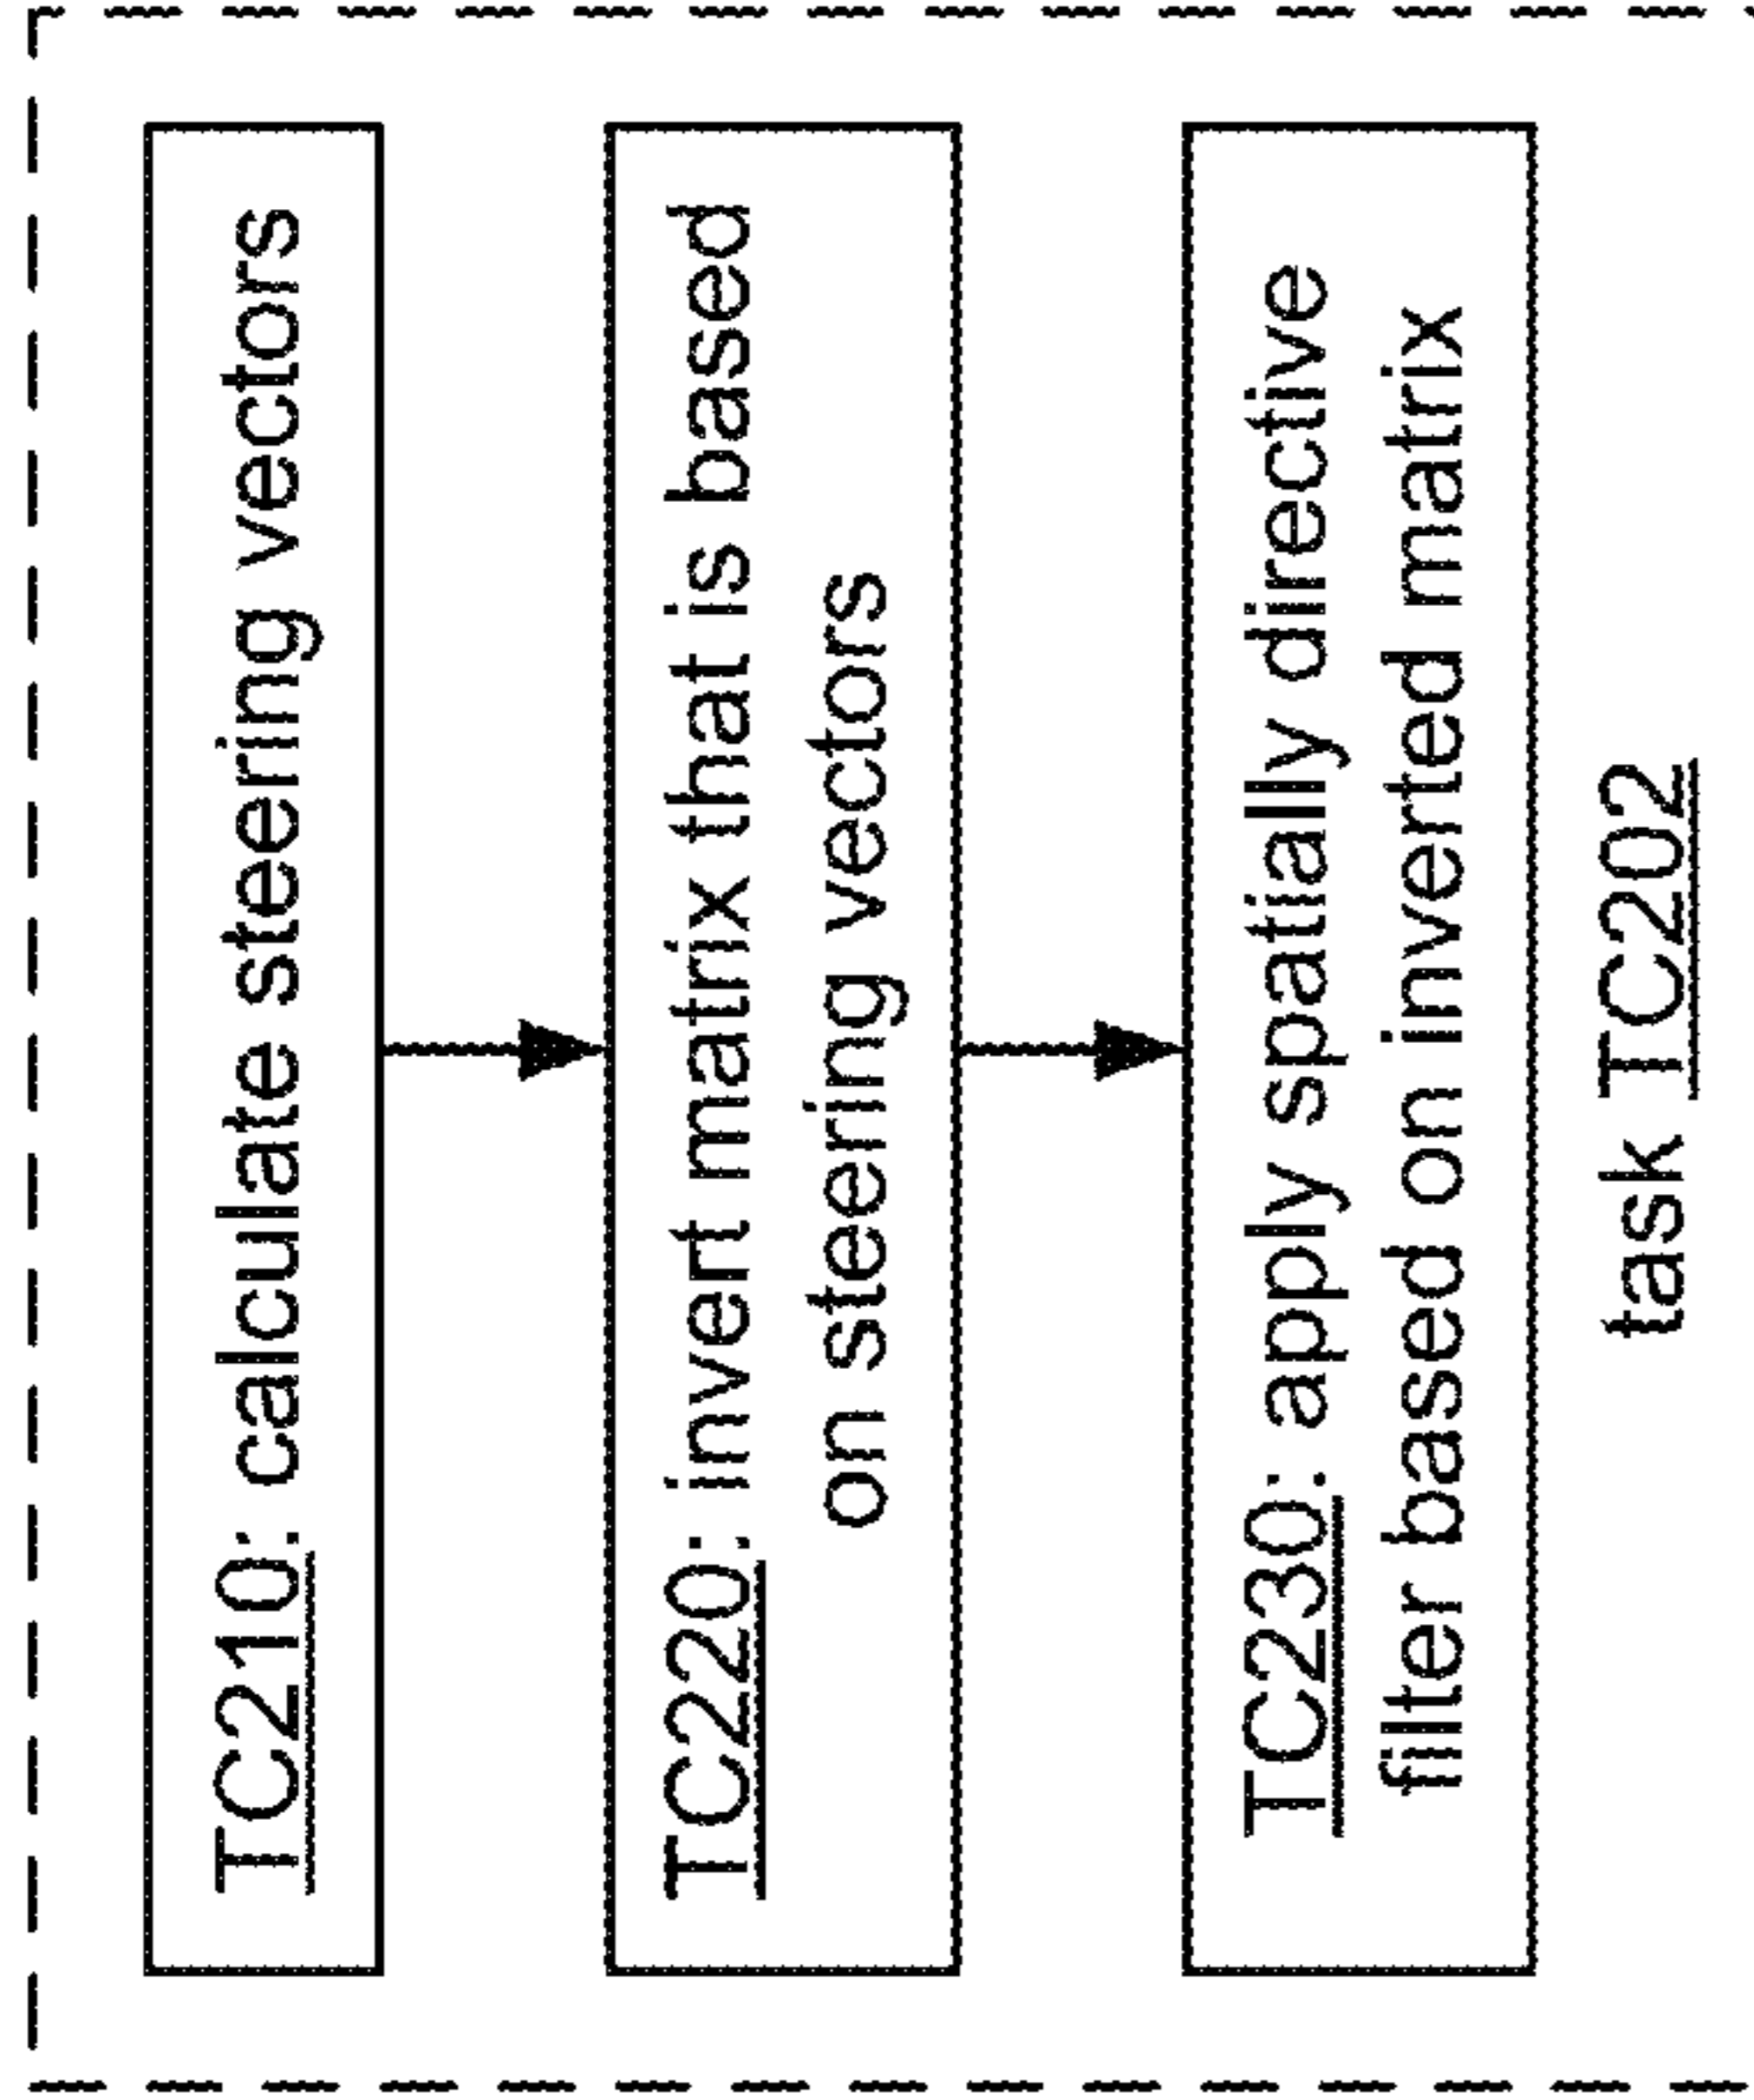 TC210: calculate steering vectors
TC220: invert matrix that is based
on steering vectors
TC230: apply spatially directive
filter based on inverted matrix
task TC202